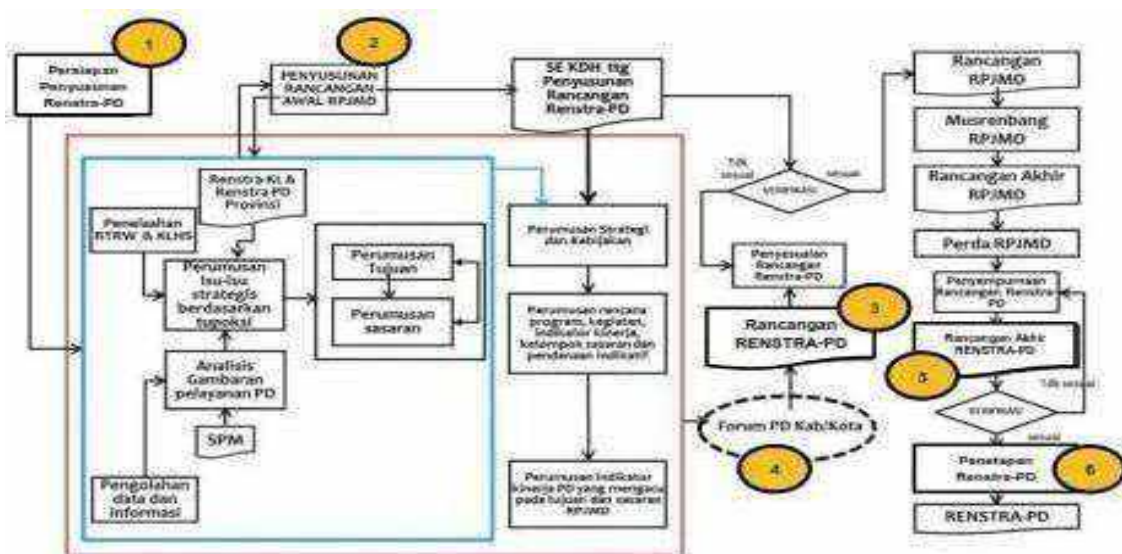 1
Persiapan
Penyusunan
Renstra-PD
2
PENYUSUNAN
RANCANGAN
AWAL RPJMD
SE KDH ttg
Penyusunan
Rancangan
Renstra-PD
Renstra-KL &
Renstra PD
Provinsi
Penelaahan
RTRW & KLHS
Perumusan
Isu-isu
strategis
berdasarkan
tupoksi
Analisis
Gambaran
pelayanan PD
SPM
Pengolahan
data dan
informasi
Perumusan
Tujuan
Perumusan
sasaran
Perumusan Strategi
dan Kebijakan
Perumusan rencana
program, kegiatan,
indikator kinerja,
kelompok sasaran dan
pendanaan indikatif
Perumusan Indikator
kinerja PD yang mengacu
pada tujuan dan sasaran
RPJMD
Tdk
sesuai
VERIFIKASI
sesuai
Penyesuaian
Rancangan
Renstra-PD
3
Rancangan
RENSTRA-PD
Forum PD Kab/Kota
4
Rancangan
RPJMD
Musrenbang
RPJMD
Rancangan Akhir
RPJMD
Perda RPJMD
Penyempurnaan
Rancangan Renstra-
PD
Rancangan Akhir
RENSTRA-PD
5
Tdk sesuai
VERIFIKASI
sesuai
Penetapan
Renstra-PD
6
RENSTRA-PD